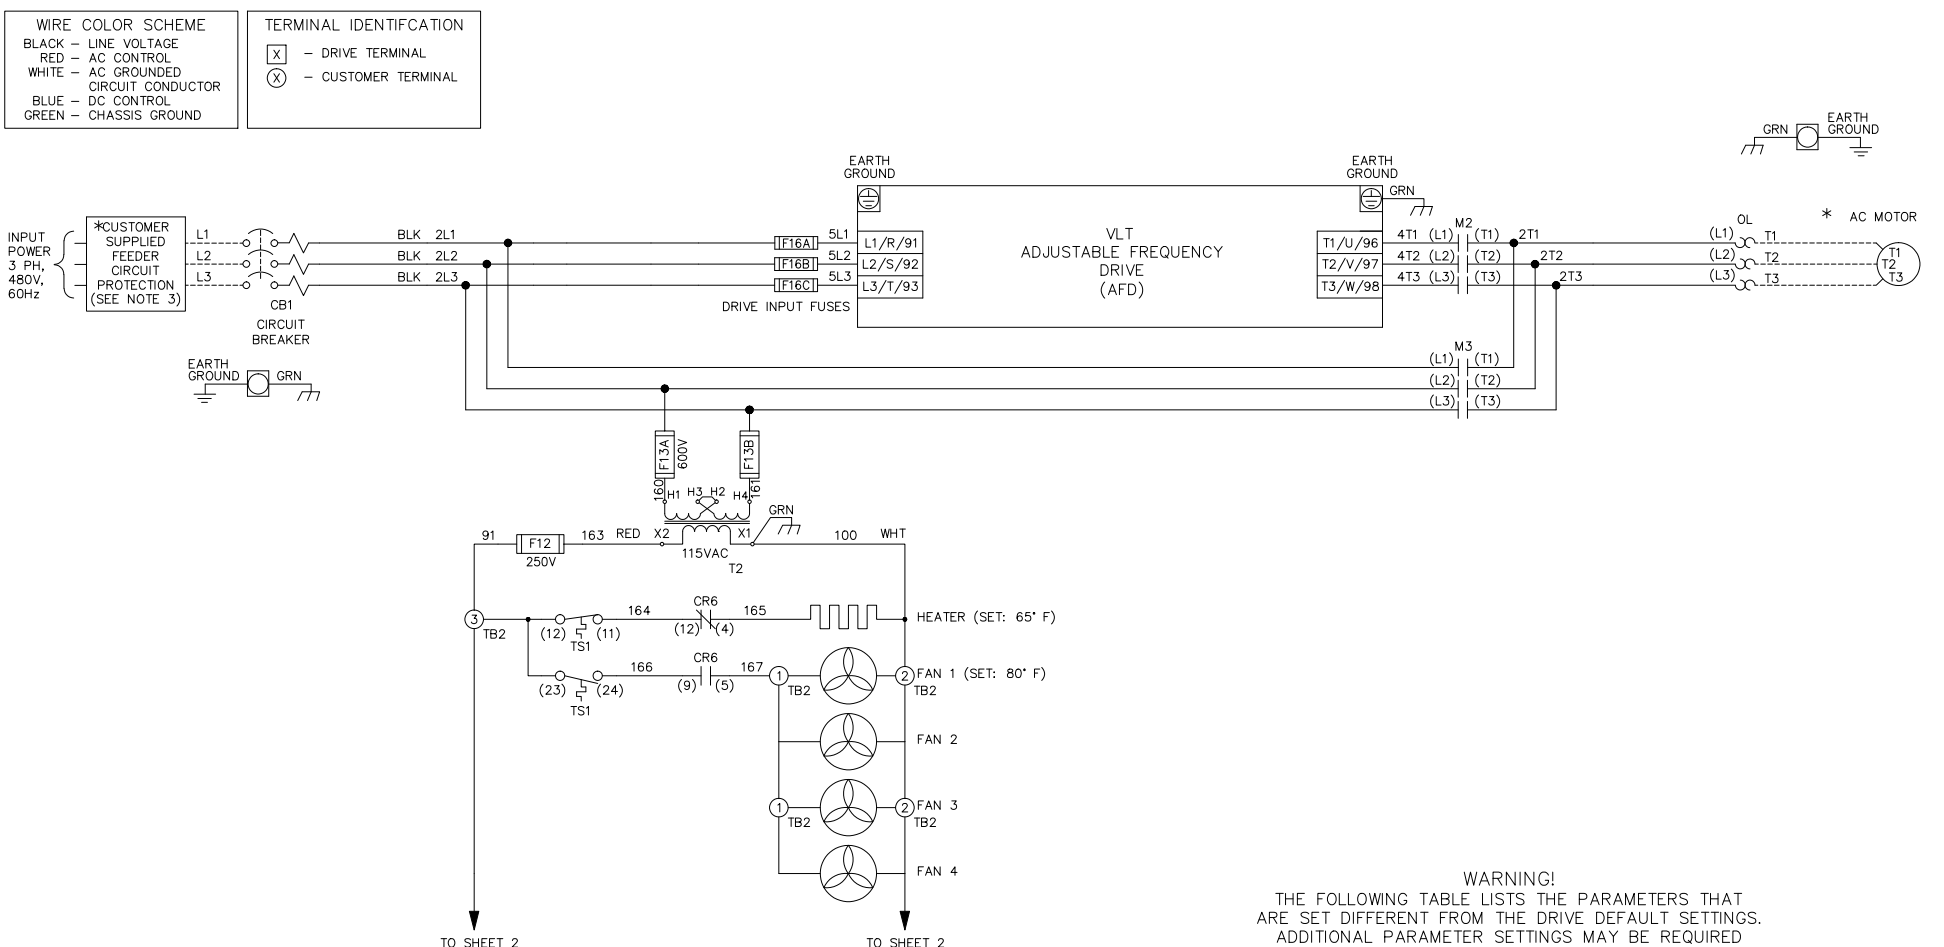 WIRE COLOR SCHEME
BLACK – LINE VOLTAGE
RED – AC CONTROL
WHITE – AC GROUNDED
CIRCUIT CONDUCTOR
BLUE – DC CONTROL
GREEN – CHASSIS GROUND
TERMINAL IDENTIFCATION
X – DRIVE TERMINAL
X – CUSTOMER TERMINAL
GRN
EARTH
GROUND
INPUT
POWER
3 PH,
480V,
60Hz
*CUSTOMER
SUPPLIED
FEEDER
CIRCUIT
PROTECTION
(SEE NOTE 3)
L1
L2
L3
CB1
CIRCUIT
BREAKER
BLK 2L1
BLK 2L2
BLK 2L3
F16A
F16B
F16C
5L1
5L2
5L3
DRIVE INPUT FUSES
EARTH
GROUND
L1/R/91
L2/S/92
L3/T/93
VLT
ADJUSTABLE FREQUENCY
DRIVE
(AFD)
EARTH
GROUND
GRN
T1/U/96
T2/V/97
T3/W/98
M2
4T1 (L1) (T1) 2T1
4T2 (L2) (T2) 2T2
4T3 (L3) (T3) 2T3
OL
(L1) T1
(L2) T2
(L3) T3
* AC MOTOR
T1
T2
T3
EARTH
GROUND
GRN
M3
(L1) (T1)
(L2) (T2)
(L3) (T3)
F13A
600V
F13B
160
H1
H3
H2
H4
161
GRN
91
F12
250V
163
RED
X2
X1
115VAC
T2
100
WHT
3
TB2
(12)
(11)
TS1
164
CR6
(12)
(4)
165
HEATER (SET: 65° F)
(23)
(24)
TS1
166
CR6
(9)
(5)
167
1
TB2
2
TB2
FAN 1 (SET: 80° F)
FAN 2
1
TB2
2
TB2
FAN 3
FAN 4
TO SHEET 2
TO SHEET 2
WARNING!
THE FOLLOWING TABLE LISTS THE PARAMETERS THAT
ARE SET DIFFERENT FROM THE DRIVE DEFAULT SETTINGS.
ADDITIONAL PARAMETER SETTINGS MAY BE REQUIRED